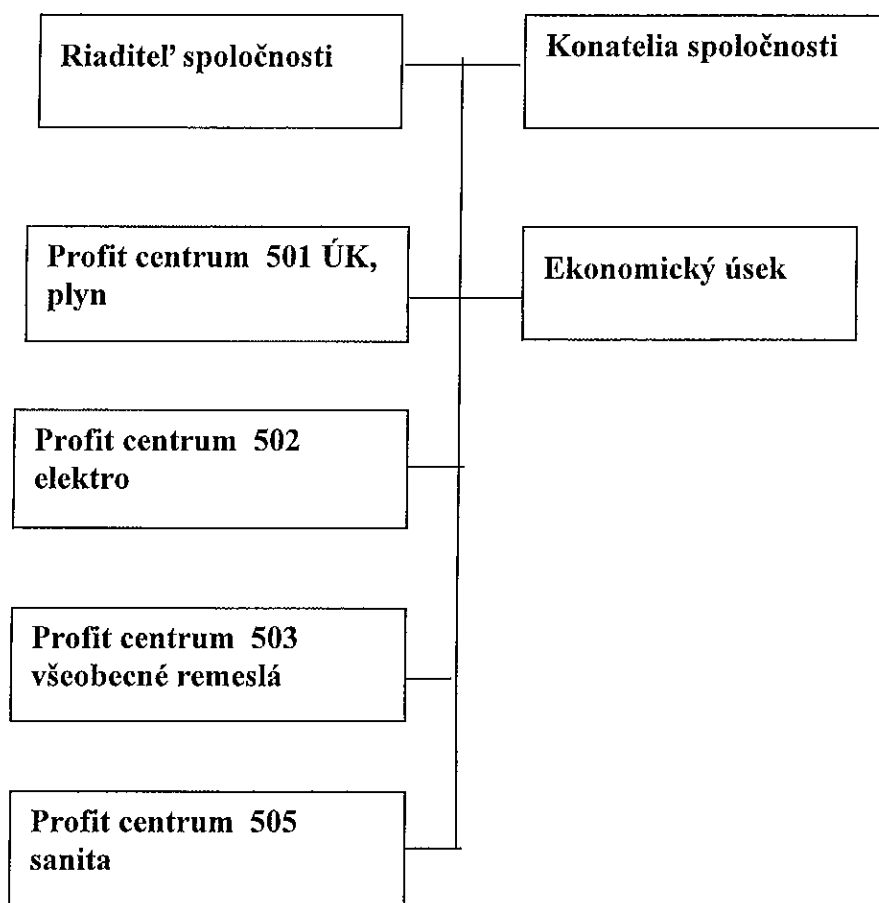 Riaditeľ spoločnosti
Konatelia spoločnosti
Profit centrum 501 ÚK,
plyn
Ekonomický úsek
Profit centrum 502
elektro
Profit centrum 503
všeobecné remeslá
Profit centrum 505
sanita